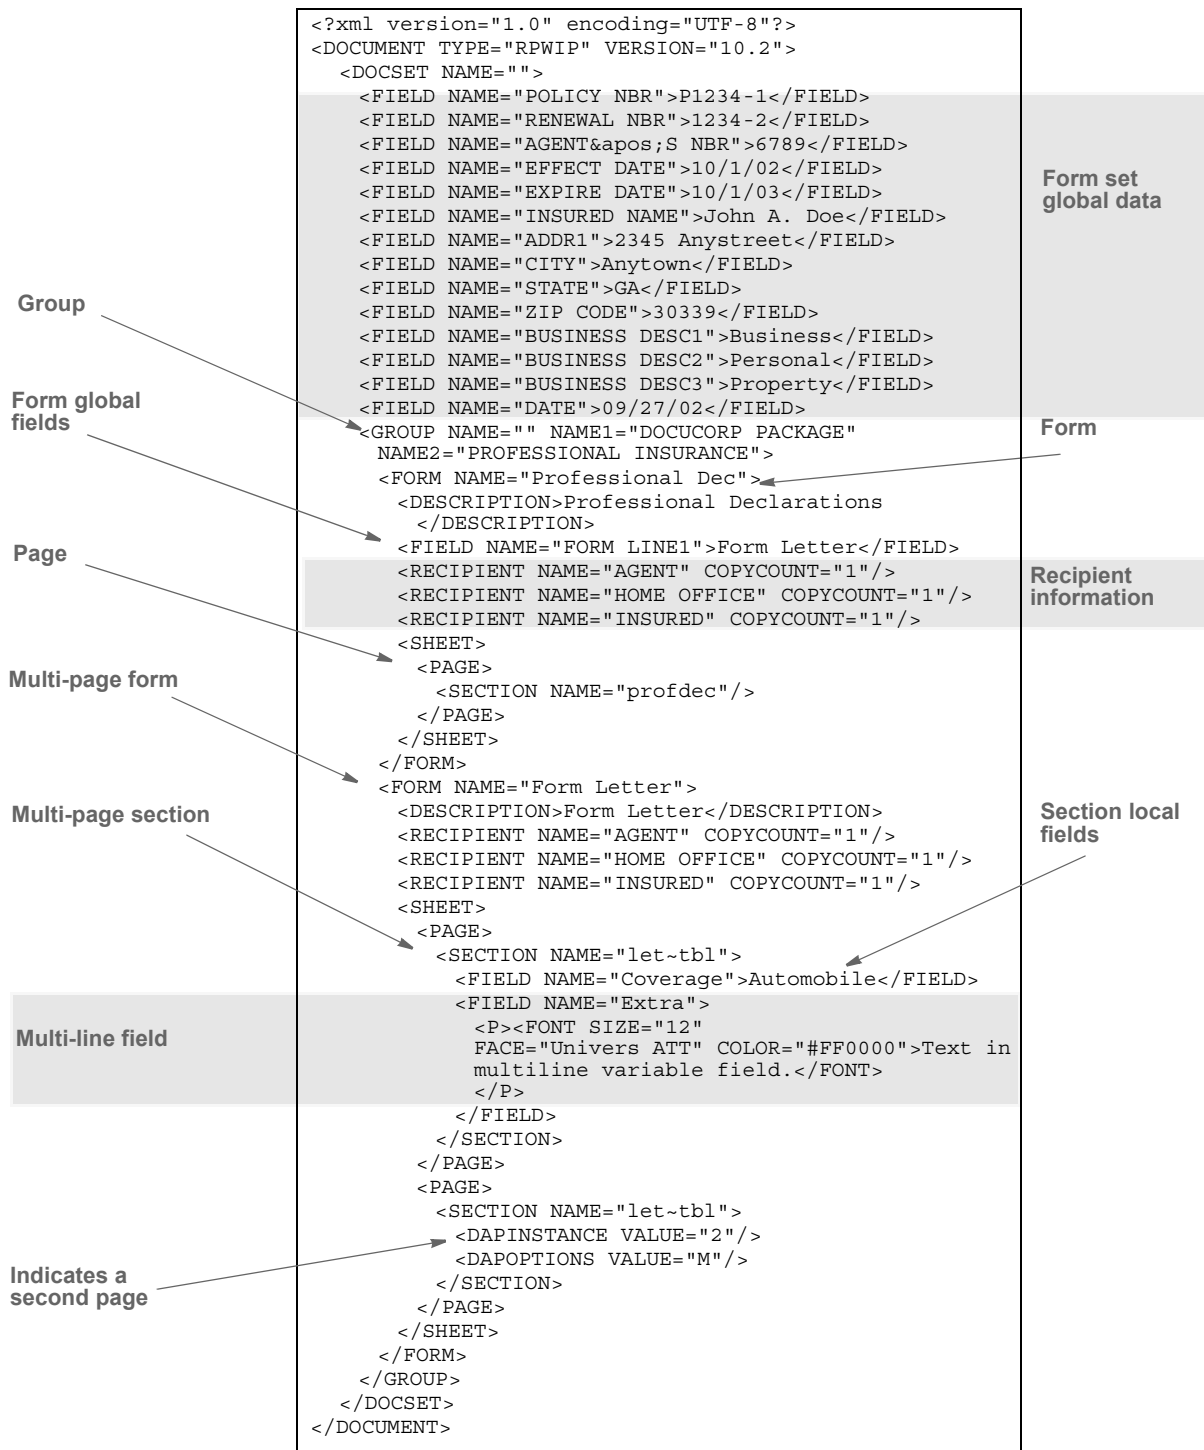 <?xml version="1.0" encoding="UTF-8"?>
<DOCUMENT TYPE="RPWIP" VERSION="10.2">
<DOCSET NAME="">
<FIELD NAME="POLICY NBR">P1234-1</FIELD>
<FIELD NAME="RENEWAL NBR">1234-2</FIELD>
<FIELD NAME="AGENT&apos;S NBR">6789</FIELD>
<FIELD NAME="EFFECT DATE">10/1/02</FIELD>
<FIELD NAME="EXPIRE DATE">10/1/03</FIELD>
Form set
global data
<FIELD NAME="INSURED NAME">John A. Doe</FIELD>
<FIELD NAME="ADDR1">2345 Anystreet</FIELD>
<FIELD NAME="CITY">Anytown</FIELD>
<FIELD NAME="STATE">GA</FIELD>
Group
<FIELD NAME="ZIP CODE">30339</FIELD>
<FIELD NAME="BUSINESS DESC1">Business</FIELD>
<FIELD NAME="BUSINESS DESC2">Personal</FIELD>
<FIELD NAME="BUSINESS DESC3">Property</FIELD>
Form global
fields
<FIELD NAME="DATE">09/27/02</FIELD>
<GROUP NAME="" NAME1="DOCUCORP PACKAGE"
Form
NAME2="PROFESSIONAL INSURANCE">
<FORM NAME="Professional Dec">
<DESCRIPTION>Professional Declarations
</DESCRIPTION>
<FIELD NAME="FORM LINE1">Form Letter</FIELD>
Page
<RECIPIENT NAME="AGENT" COPYCOUNT="1"/>
Recipient
information
<RECIPIENT NAME="HOME OFFICE" COPYCOUNT="1"/>
<RECIPIENT NAME="INSURED" COPYCOUNT="1"/>
<SHEET>
<PAGE>
Multi-page form
<SECTION NAME="profdec"/>
</PAGE>
</SHEET>
</FORM>
<FORM NAME="Form Letter">
Multi-page section
<DESCRIPTION>Form Letter</DESCRIPTION>
Section local
fields
<RECIPIENT NAME="AGENT" COPYCOUNT="1"/>
<RECIPIENT NAME="HOME OFFICE" COPYCOUNT="1"/>
<RECIPIENT NAME="INSURED" COPYCOUNT="1"/>
<SHEET>
<PAGE>
<SECTION NAME="let~tbl">
<FIELD NAME="Coverage">Automobile</FIELD>
<FIELD NAME="Extra">
Multi-line field
<P><FONT SIZE="12"
FACE="Univers ATT" COLOR="#FF0000">Text in
multiline variable field.</FONT>
</P>
</FIELD>
</SECTION>
</PAGE>
<PAGE>
<SECTION NAME="let~tbl">
<DAPINSTANCE VALUE="2"/>
<DAPOPTIONS VALUE="M"/>
Indicates a
second page
</SECTION>
</PAGE>
</SHEET>
</FORM>
</GROUP>
</DOCSET>
</DOCUMENT>